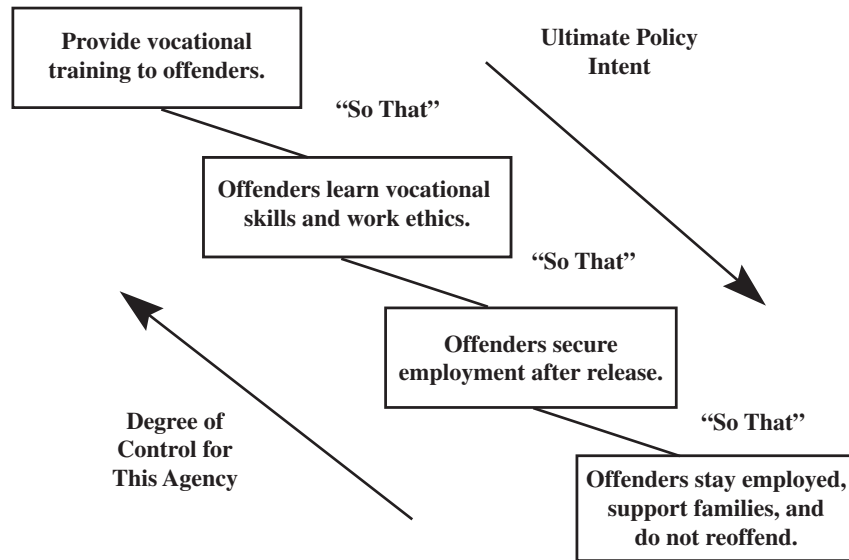 Provide vocational
training to offenders.
Ultimate Policy
Intent
“So That”
Offenders learn vocational
skills and work ethics.
“So That”
Offenders secure
employment after release.
Degree of
Control for
This Agency
“So That”
Offenders stay employed,
support families, and
do not reoffend.